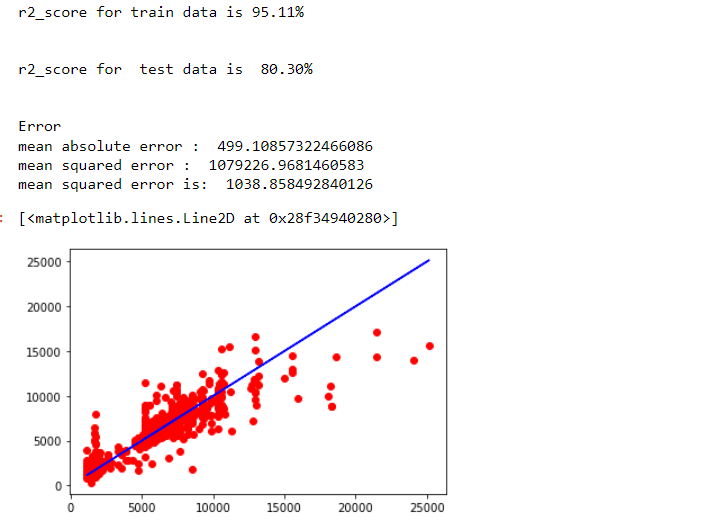 r2_score for train data is 95.11%
r2_score for  test data is  80.30%
Error
mean absolute error :  499.10857322466086
mean squared error :  1079226.9681460583
mean squared error is:  1038.858492840126
: [<matplotlib.lines.Line2D at 0x28f34940280>]
25000
20000
15000
10000
5000
0
0 5000 10000 15000 20000 25000